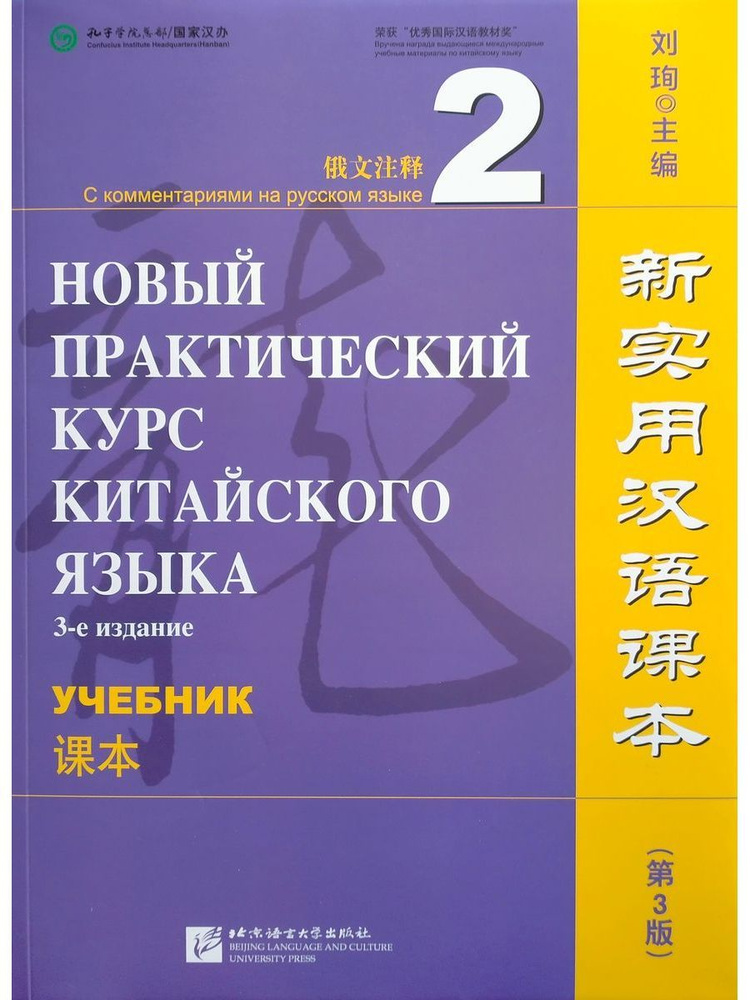 孔子学院总部/国家汉办
Confucius Institute Headquarters(Hanban)
荣获“优秀国际汉语教材奖”
Вручена награда выдающиеся международные
учебные материалы по китайскому языку
2
俄文注释
С комментариями на русском языке
НОВЫЙ
ПРАКТИЧЕСКИЙ
КУРС
КИТАЙСКОГО
ЯЗЫКА
3-е издание
УЧЕБНИК
课本
北京语言大学出版社
BEIJING LANGUAGE AND CULTURE
UNIVERSITY PRESS
刘珣◎主编
新实用汉语课本
（第3版）
龍